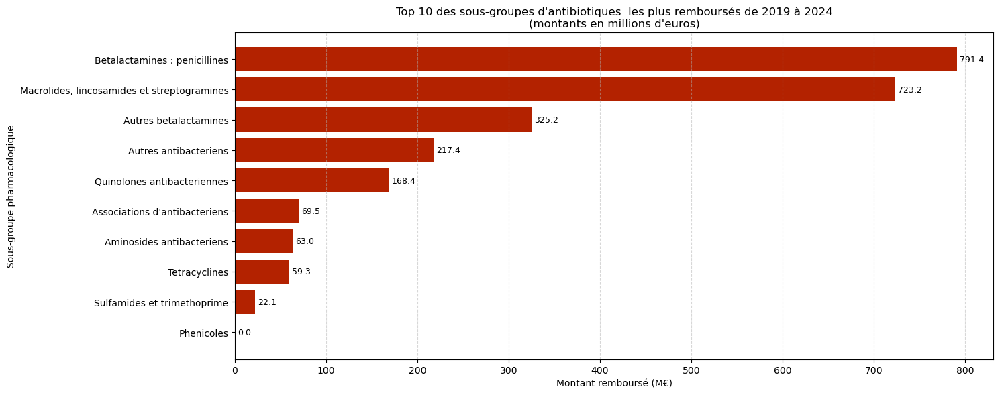 Top 10 des sous-groupes d'antibiotiques  les plus remboursés de 2019 à 2024
(montants en millions d'euros)
Sous-groupe pharmacologique
Betalactamines : penicillines 791.4
Macrolides, lincosamides et streptogramines 723.2
Autres betalactamines 325.2
Autres antibacteriens 217.4
Quinolones antibacteriennes 168.4
Associations d'antibacteriens 69.5
Aminosides antibacteriens 63.0
Tetracyclines 59.3
Sulfamides et trimethoprime 22.1
Phenicoles 0.0
0 100 200 300 400 500 600 700 800
Montant remboursé (M€)